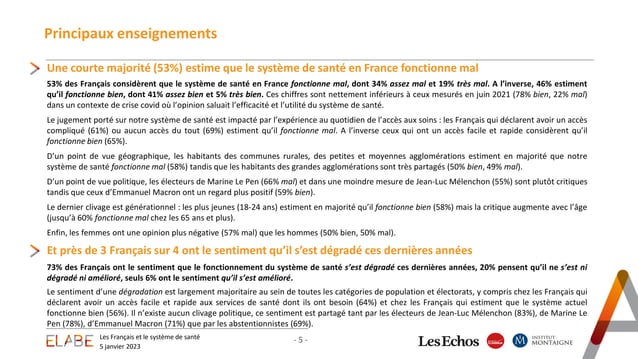 Principaux enseignements
Une courte majorité (53%) estime que le système de santé en France fonctionne mal
53% des Français considèrent que le système de santé en France fonctionne mal, dont 34% assez mal et 19% très mal. A l’inverse, 46% estiment
qu’il fonctionne bien, dont 41% assez bien et 5% très bien. Ces chiffres sont nettement inférieurs à ceux mesurés en juin 2021 (78% bien, 22% mal)
dans un contexte de crise covid où l’opinion saluait l’efficacité et l’utilité du système de santé.
Le jugement porté sur notre système de santé est impacté par l’expérience au quotidien de l’accès aux soins : les Français qui déclarent avoir un accès
compliqué (61%) ou aucun accès du tout (69%) estiment qu’il fonctionne mal. A l’inverse ceux qui ont un accès facile et rapide considèrent qu’il
fonctionne bien (65%).
D’un point de vue géographique, les habitants des communes rurales, des petites et moyennes agglomérations estiment en majorité que notre
système de santé fonctionne mal (58%) tandis que les habitants des grandes agglomérations sont très partagés (50% bien, 49% mal).
D’un point de vue politique, les électeurs de Marine Le Pen (66% mal) et dans une moindre mesure de Jean-Luc Mélenchon (55%) sont plutôt critiques
tandis que ceux d’Emmanuel Macron ont un regard plus positif (59% bien).
Le dernier clivage est générationnel : les plus jeunes (18-24 ans) estiment en majorité qu’il fonctionne bien (58%) mais la critique augmente avec l’âge
(jusqu’à 60% fonctionne mal chez les 65 ans et plus).
Enfin, les femmes ont une opinion plus négative (57% mal) que les hommes (50% bien, 50% mal).
Et près de 3 Français sur 4 ont le sentiment qu’il s’est dégradé ces dernières années
73% des Français ont le sentiment que le fonctionnement du système de santé s’est dégradé ces dernières années, 20% pensent qu’il ne s’est ni
dégradé ni amélioré, seuls 6% ont le sentiment qu’il s’est amélioré.
Le sentiment d’une dégradation est largement majoritaire au sein de toutes les catégories de population et électorats, y compris chez les Français qui
déclarent avoir un accès facile et rapide aux services de santé dont ils ont besoin (64%) et chez les Français qui estiment que le système actuel
fonctionne bien (56%). Il n’existe aucun clivage politique, ce sentiment est partagé tant par les électeurs de Jean-Luc Mélenchon (83%), de Marine Le
Pen (78%), d’Emmanuel Macron (71%) que par les abstentionnistes (69%).
ELABE
Les Français et le système de santé
5 janvier 2023
- 5 -
Les Echos
INSTITUT
MONTAIGNE